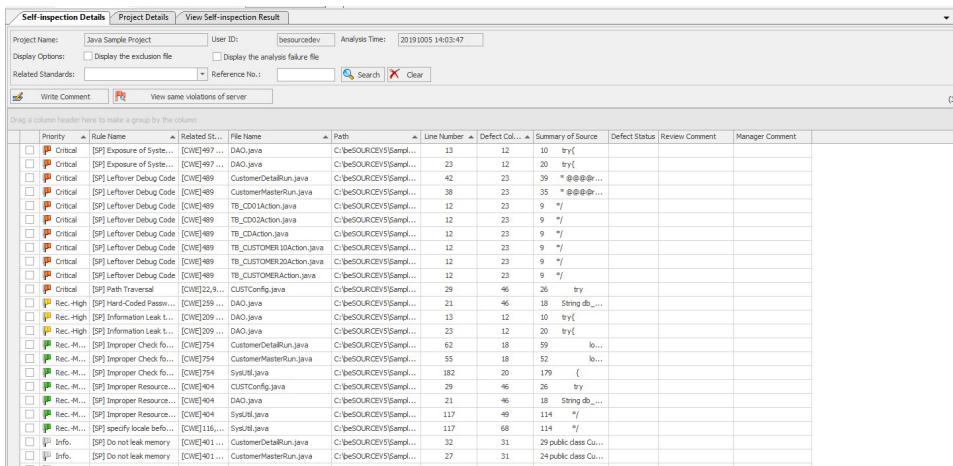 Self-inspection Details Project Details View Self-inspection Result
Project Name: Java Sample Project User ID: besourcedev Analysis Time: 20191005 14:03:47
Display Options: Display the exclusion file Display the analysis failure file
Related Standards: Reference No.: Search Clear
Write Comment View same violations of server
Drag a column header here to make a group by the column
Priority Rule Name Related St... File Name Path Line Number Defect Col... Summary of Source Defect Status Review Comment Manager Comment
Critical [SP] Exposure of Syste... [CWE]497 ... DAO.java C:\beSOURCEV5\Sampl... 13 12 10 try{
Critical [SP] Exposure of Syste... [CWE]497 ... DAO.java C:\beSOURCEV5\Sampl... 23 12 20 try{
Critical [SP] Leftover Debug Code [CWE]489 CustomerDetailRun.java C:\beSOURCEV5\Sampl... 42 23 39 * @@@@r...
Critical [SP] Leftover Debug Code [CWE]489 CustomerMasterRun.java C:\beSOURCEV5\Sampl... 38 23 35 * @@@@r...
Critical [SP] Leftover Debug Code [CWE]489 TB_CD01Action.java C:\beSOURCEV5\Sampl... 12 23 9 */
Critical [SP] Leftover Debug Code [CWE]489 TB_CD02Action.java C:\beSOURCEV5\Sampl... 12 23 9 */
Critical [SP] Leftover Debug Code [CWE]489 TB_CDAction.java C:\beSOURCEV5\Sampl... 12 23 9 */
Critical [SP] Leftover Debug Code [CWE]489 TB_CUSTOMER10Action.java C:\beSOURCEV5\Sampl... 12 23 9 */
Critical [SP] Leftover Debug Code [CWE]489 TB_CUSTOMER20Action.java C:\beSOURCEV5\Sampl... 12 23 9 */
Critical [SP] Leftover Debug Code [CWE]489 TB_CUSTOMERAction.java C:\beSOURCEV5\Sampl... 12 23 9 */
Critical [SP] Path Traversal [CWE]22,9... CUSTConfig.java C:\beSOURCEV5\Sampl... 29 46 26 try
Rec.-High [SP] Hard-Coded Passw... [CWE]259 ... DAO.java C:\beSOURCEV5\Sampl... 21 46 18 String db_...
Rec.-High [SP] Information Leak t... [CWE]209 ... DAO.java C:\beSOURCEV5\Sampl... 13 12 10 try{
Rec.-High [SP] Information Leak t... [CWE]209 ... DAO.java C:\beSOURCEV5\Sampl... 23 12 20 try{
Rec.-M... [SP] Improper Check fo... [CWE]754 CustomerDetailRun.java C:\beSOURCEV5\Sampl... 62 18 59 lo...
Rec.-M... [SP] Improper Check fo... [CWE]754 CustomerMasterRun.java C:\beSOURCEV5\Sampl... 55 18 52 lo...
Rec.-M... [SP] Improper Check fo... [CWE]754 SysUtil.java C:\beSOURCEV5\Sampl... 182 20 179 {
Rec.-M... [SP] Improper Resource... [CWE]404 CUSTConfig.java C:\beSOURCEV5\Sampl... 29 46 26 try
Rec.-M... [SP] Improper Resource... [CWE]404 DAO.java C:\beSOURCEV5\Sampl... 21 46 18 String db_...
Rec.-M... [SP] Improper Resource... [CWE]404 SysUtil.java C:\beSOURCEV5\Sampl... 117 49 114 */
Rec.-M... [SP] specify locale befo... [CWE]116,... SysUtil.java C:\beSOURCEV5\Sampl... 117 68 114 */
Info. [SP] Do not leak memory [CWE]401 ... CustomerDetailRun.java C:\beSOURCEV5\Sampl... 32 31 29 public class Cu...
Info. [SP] Do not leak memory [CWE]401 ... CustomerMasterRun.java C:\beSOURCEV5\Sampl... 27 31 24 public class Cu...